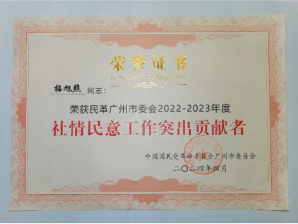 荣誉证书
同志：
荣获民革广州市委会2022-2023年度
社情民意工作突出贡献者
中国国民党革命委员会广州市委员会
二〇二四年四月